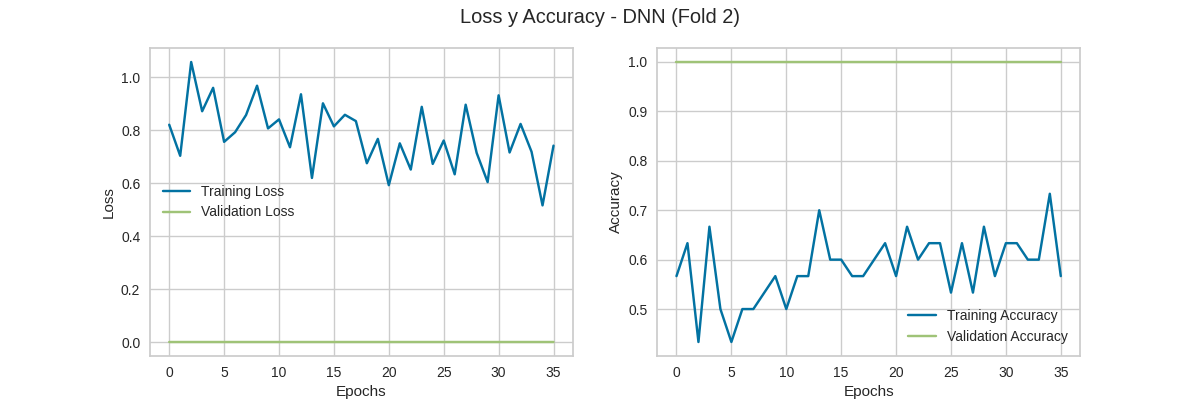 Loss y Accuracy - DNN (Fold 2)
Loss
1.0
0.8
0.6
0.4
0.2
0.0
Training Loss
Validation Loss
0 5 10 15 20 25 30 35
Epochs
Accuracy
1.0
0.9
0.8
0.7
0.6
0.5
Training Accuracy
Validation Accuracy
0 5 10 15 20 25 30 35
Epochs